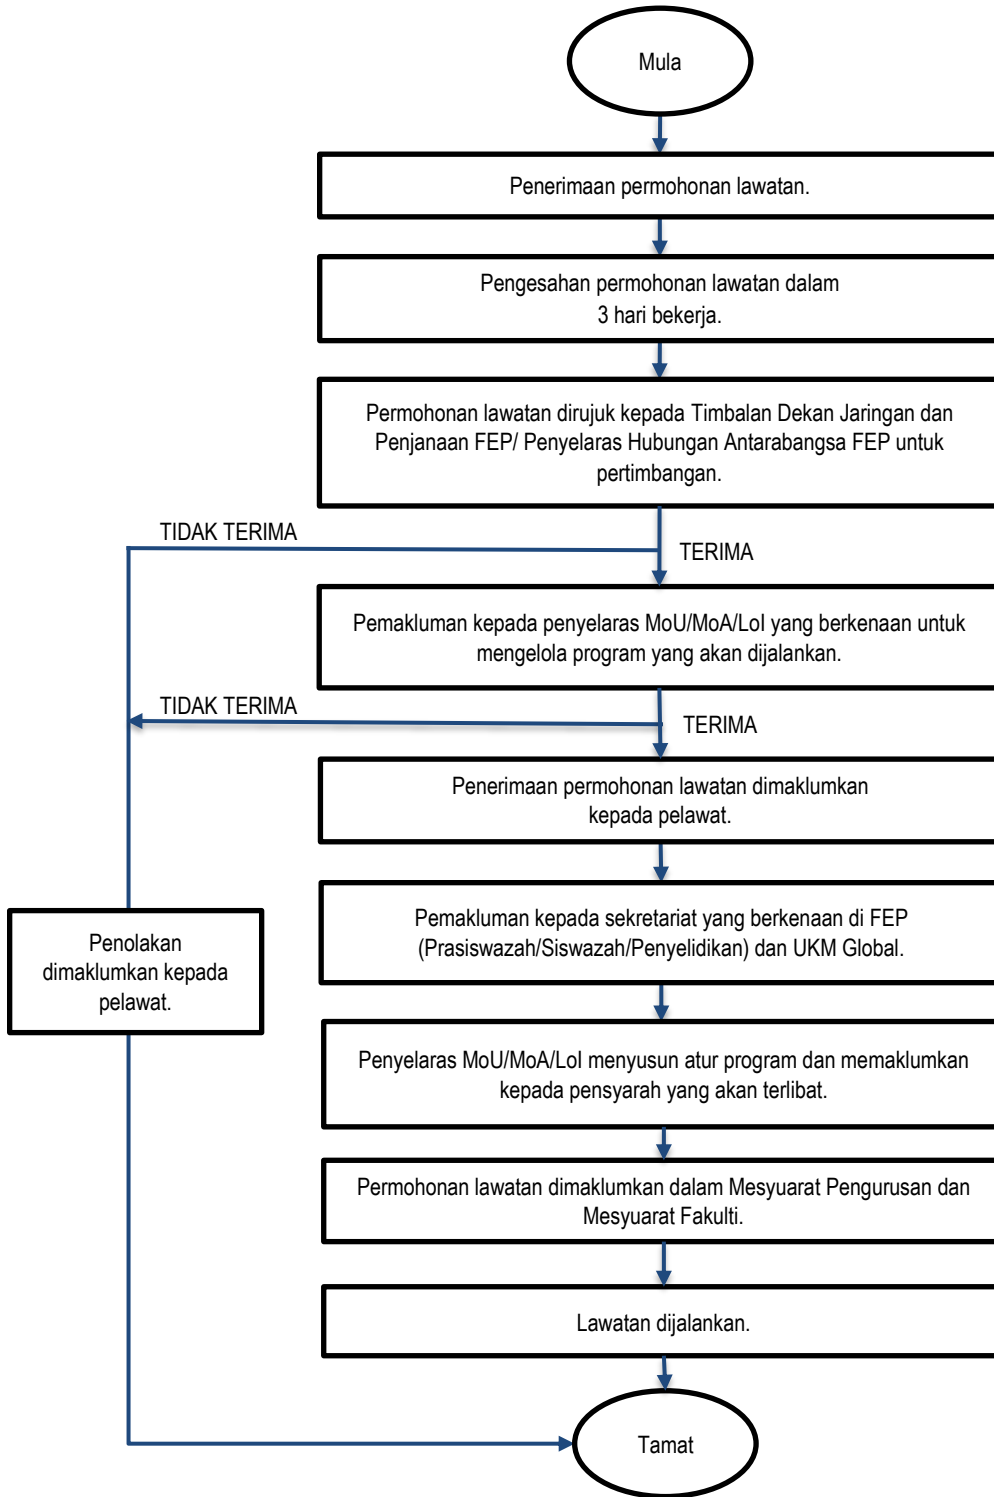 Mula
Penerimaan permohonan lawatan.
Pengesahan permohonan lawatan dalam
3 hari bekerja.
Permohonan lawatan dirujuk kepada Timbalan Dekan Jaringan dan
Penjanaan FEP/ Penyelaras Hubungan Antarabangsa FEP untuk
pertimbangan.
TIDAK TERIMA
TERIMA
Pemakluman kepada penyelaras MoU/MoA/LoI yang berkenaan untuk
mengelola program yang akan dijalankan.
TIDAK TERIMA
TERIMA
Penerimaan permohonan lawatan dimaklumkan
kepada pelawat.
Pemakluman kepada sekretariat yang berkenaan di FEP
(Prasiswazah/Siswazah/Penyelidikan) dan UKM Global.
Penolakan
dimaklumkan kepada
pelawat.
Penyelaras MoU/MoA/LoI menyusun atur program dan memaklumkan
kepada pensyarah yang akan terlibat.
Permohonan lawatan dimaklumkan dalam Mesyuarat Pengurusan dan
Mesyuarat Fakulti.
Lawatan dijalankan.
Tamat